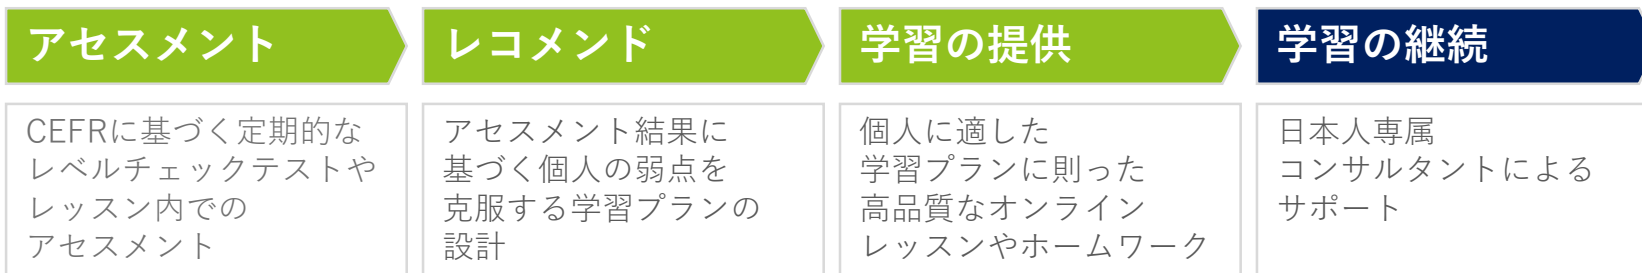 アセスメント
CEFRに基づく定期的な
レベルチェックテストや
レッスン内での
アセスメント
レコメンド
アセスメント結果に
基づく個人の弱点を
克服する学習プランの
設計
学習の提供
個人に適した
学習プランに則った
高品質なオンライン
レッスンやホームワーク
学習の継続
日本人専属
コンサルタントによる
サポート